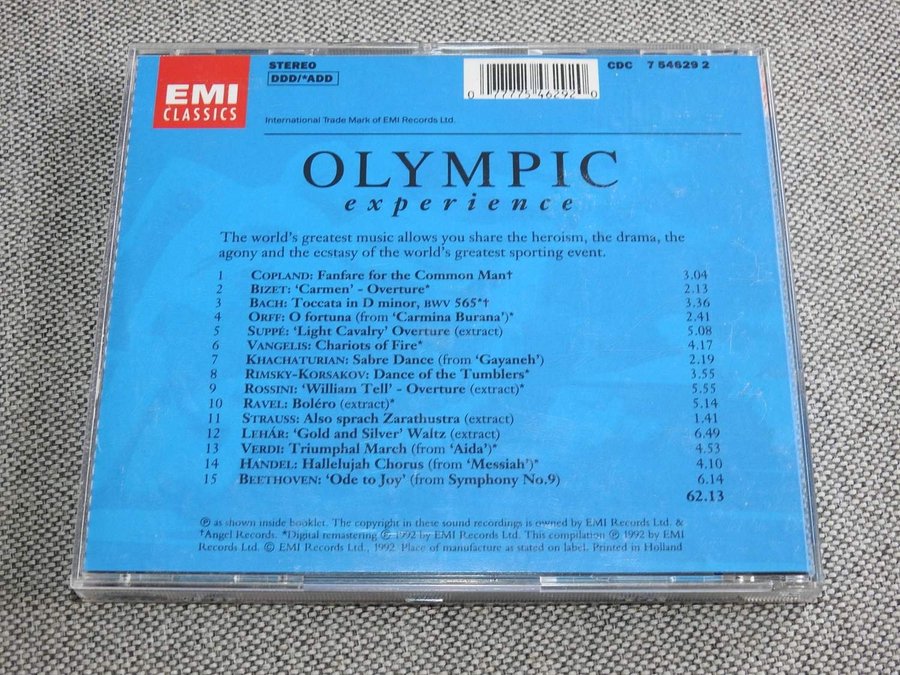 EMI
CLASSICS
STEREO
DDD/*ADD
0 77775 46292 0
CDC 7 54629 2
International Trade Mark of EMI Records Ltd.
OLYMPIC
experience
The world's greatest music allows you share the heroism, the drama, the
agony and the ecstasy of the world's greatest sporting event.
1 COPLAND: Fanfare for the Common Man† 3.04
2 BIZET: 'Carmen' - Overture* 2.13
3 BACH: Toccata in D minor, BWV 565*† 3.36
4 ORFF: O fortuna (from 'Carmina Burana')* 2.41
5 SUPPÉ: 'Light Cavalry' Overture (extract) 5.08
6 VANGELIS: Chariots of Fire* 4.17
7 KHACHATURIAN: Sabre Dance (from 'Gayaneh') 2.19
8 RIMSKY-KORSAKOV: Dance of the Tumblers* 3.55
9 ROSSINI: 'William Tell' - Overture (extract)* 5.55
10 RAVEL: Boléro (extract)* 5.14
11 STRAUSS: Also sprach Zarathustra (extract) 1.41
12 LEHÁR: 'Gold and Silver' Waltz (extract) 6.49
13 VERDI: Triumphal March (from 'Aida')* 4.53
14 HANDEL: Hallelujah Chorus (from 'Messiah')* 4.10
15 BEETHOVEN: 'Ode to Joy' (from Symphony No.9) 6.14
62.13
℗ as shown inside booklet. The copyright in these sound recordings is owned by EMI Records Ltd. &
†Angel Records. *Digital remastering ℗ 1992 by EMI Records Ltd. This compilation ℗ 1992 by EMI
Records Ltd. © EMI Records Ltd., 1992. Place of manufacture as stated on label. Printed in Holland